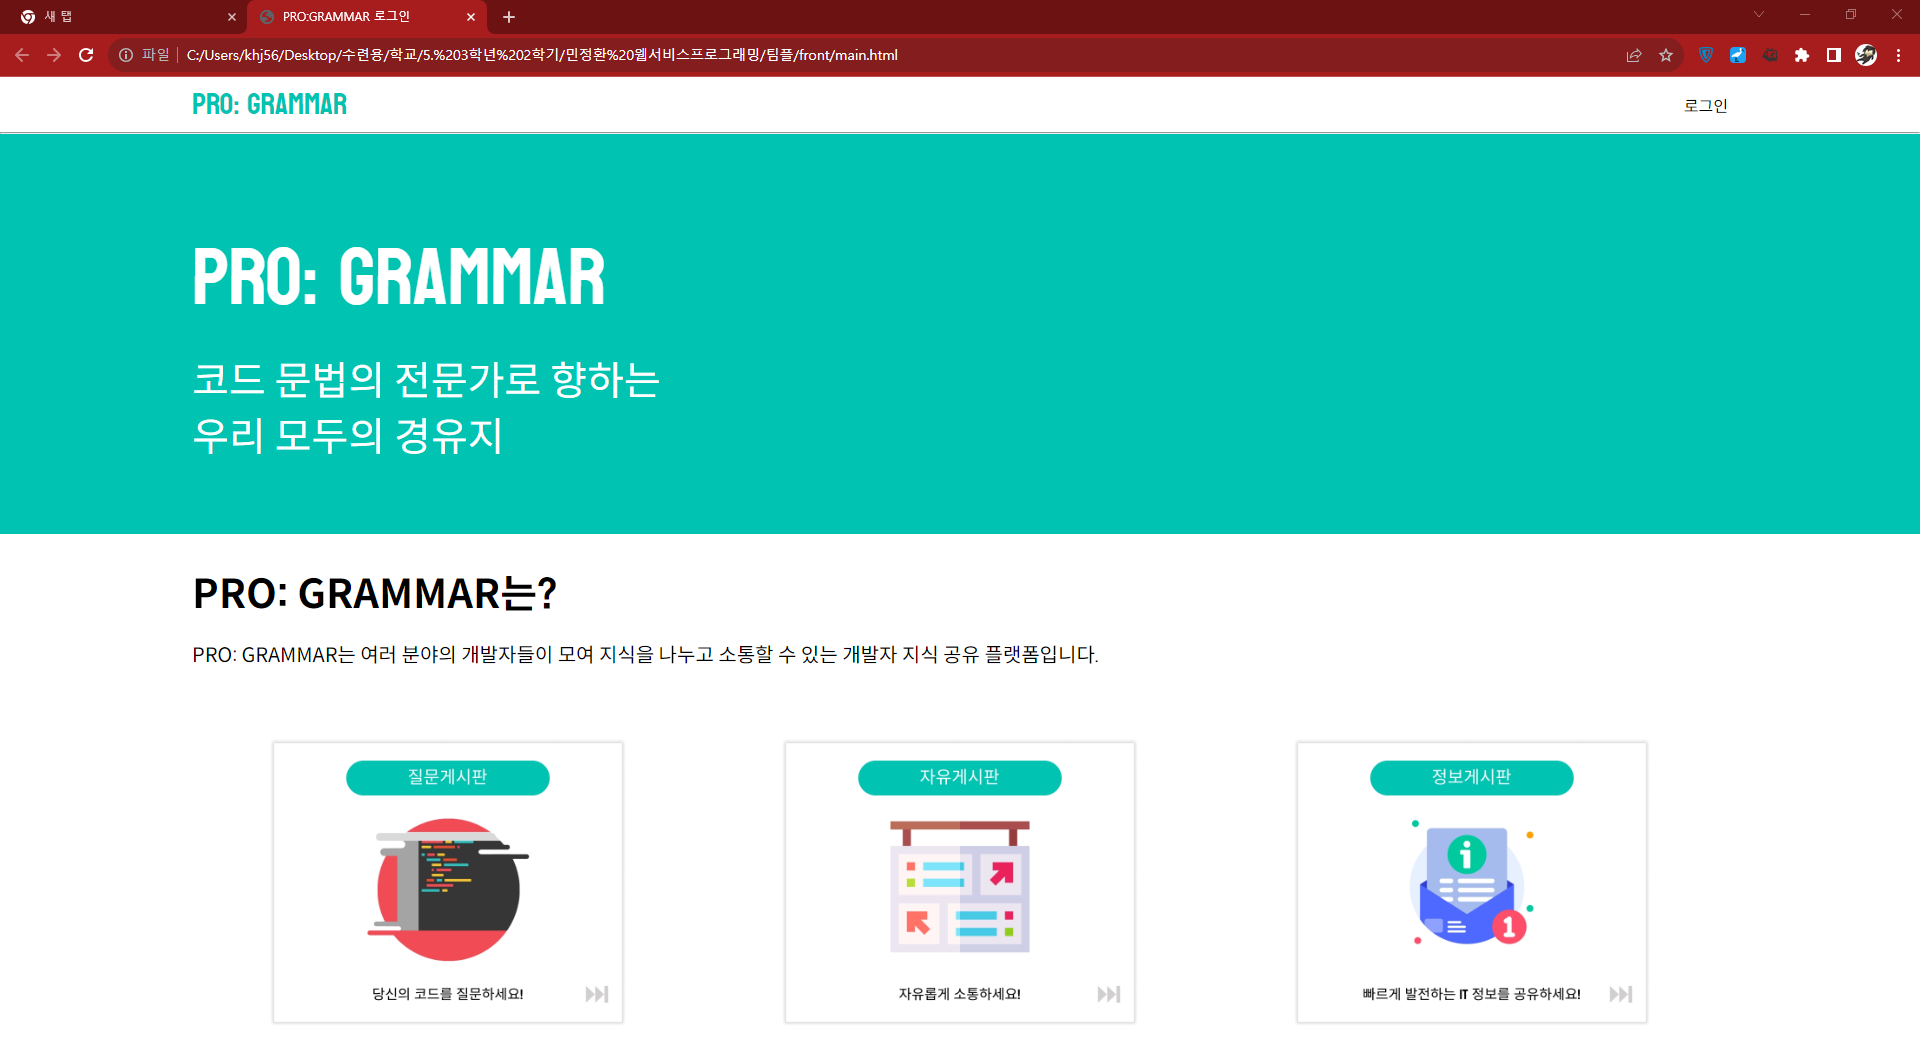 새 탭
PRO:GRAMMAR 로그인
파일
C:/Users/khj56/Desktop/수련용/학교/5.%203학년%202학기/민정환%20웹서비스프로그래밍/팀플/front/main.html
PRO: GRAMMAR
로그인
PRO: GRAMMAR
코드 문법의 전문가로 향하는
우리 모두의 경유지
PRO: GRAMMAR는?
PRO: GRAMMAR는 여러 분야의 개발자들이 모여 지식을 나누고 소통할 수 있는 개발자 지식 공유 플랫폼입니다.
질문게시판
당신의 코드를 질문하세요!
자유게시판
자유롭게 소통하세요!
정보게시판
i
1
빠르게 발전하는 IT 정보를 공유하세요!